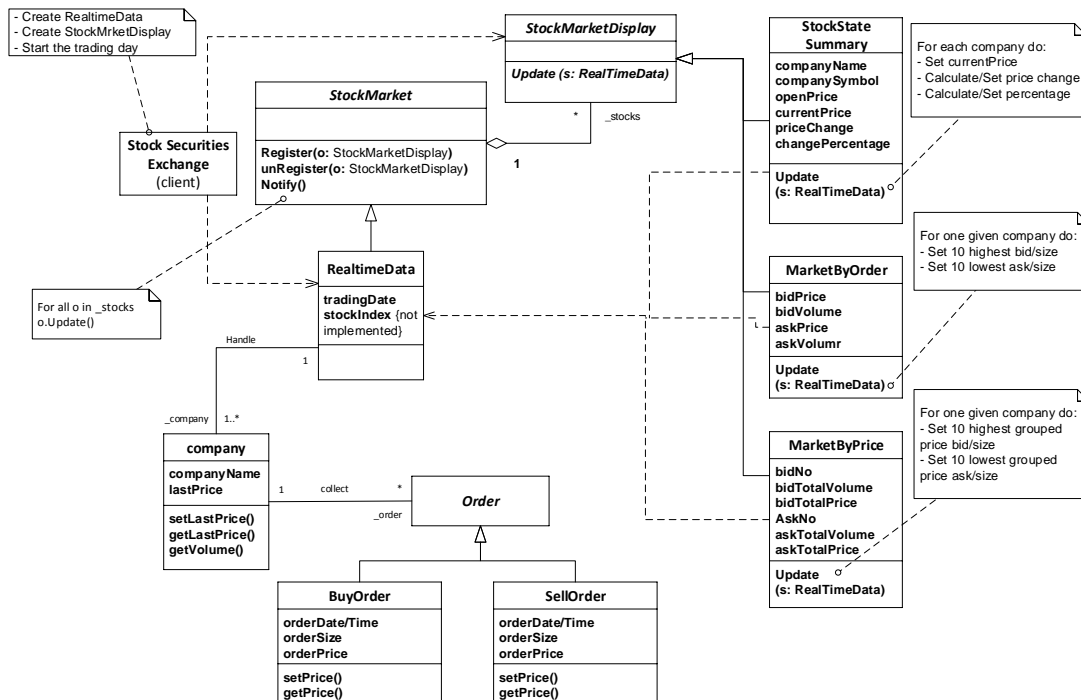 - Create RealtimeData
- Create StockMrketDisplay
- Start the trading day
StockMarketDisplay
Update (s: RealTimeData)
StockState
Summary
companyName
companySymbol
openPrice
currentPrice
priceChange
changePercentage
Update
(s: RealTimeData)
For each company do:
- Set currentPrice
- Calculate/Set price change
- Calculate/Set percentage
StockMarket
Register(o: StockMarketDisplay)
unRegister(o: StockMarketDisplay)
Notify()
* _stocks
1
Stock Securities
Exchange
(client)
For one given company do:
- Set 10 highest bid/size
- Set 10 lowest ask/size
RealtimeData
tradingDate
stockIndex {not
implemented}
MarketByOrder
bidPrice
bidVolume
askPrice
askVolumr
Update
(s: RealTimeData)
For all o in _stocks
o.Update()
Handle
1
_company 1..*
For one given company do:
- Set 10 highest grouped
price bid/size
- Set 10 lowest grouped
price ask/size
company
companyName
lastPrice
setLastPrice()
getLastPrice()
getVolume()
1 collect *
_order
Order
MarketByPrice
bidNo
bidTotalVolume
bidTotalPrice
AskNo
askTotalVolume
askTotalPrice
Update
(s: RealTimeData)
BuyOrder
orderDate/Time
orderSize
orderPrice
setPrice()
getPrice()
SellOrder
orderDate/Time
orderSize
orderPrice
setPrice()
getPrice()